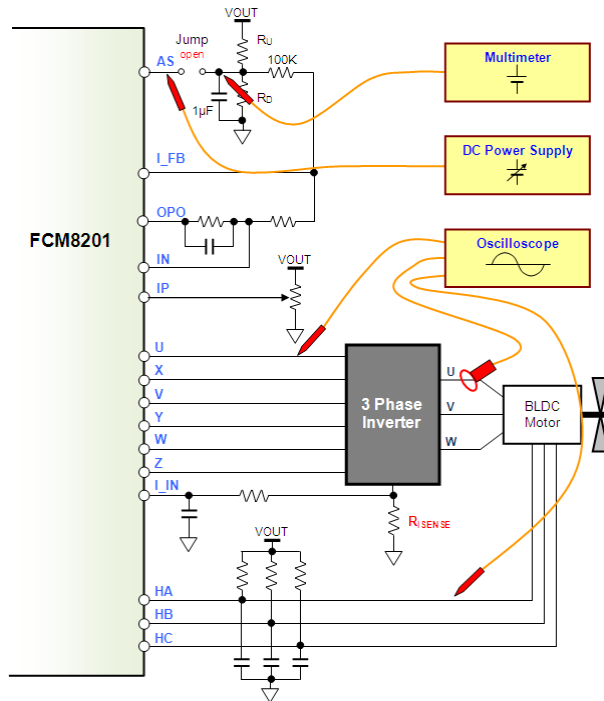 VOUT
AS
Jump
open
RU
100K
RD
1µF
Multimeter
DC Power Supply
I_FB
OPO
FCM8201
IN
IP
VOUT
Oscilloscope
U
X
V
Y
W
Z
I_IN
3 Phase
Inverter
U
V
W
BLDC
Motor
RISENSE
VOUT
HA
HB
HC